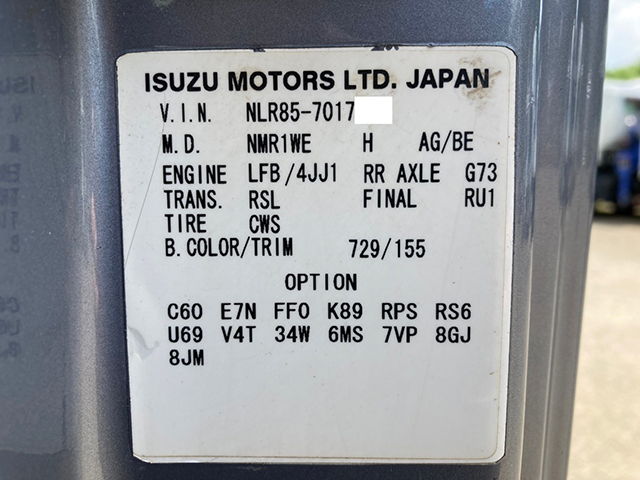 ISUZU MOTORS LTD. JAPAN
V.I.N. NLR85-7017
M.D. NMR1WE H AG/BE
ENGINE LFB/4JJ1 RR AXLE G73
TRANS. RSL FINAL RU1
TIRE CWS
B.COLOR/TRIM 729/155
OPTION
C60 E7N FF0 K89 RPS RS6
U69 V4T 34W 6MS 7VP 8GJ
8JM